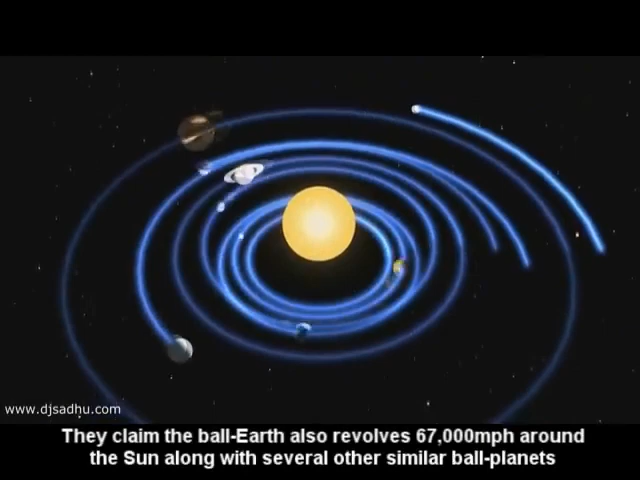 www.djsadhu.com
They claim the ball-Earth also revolves 67,000mph around
the Sun along with several other similar ball-planets